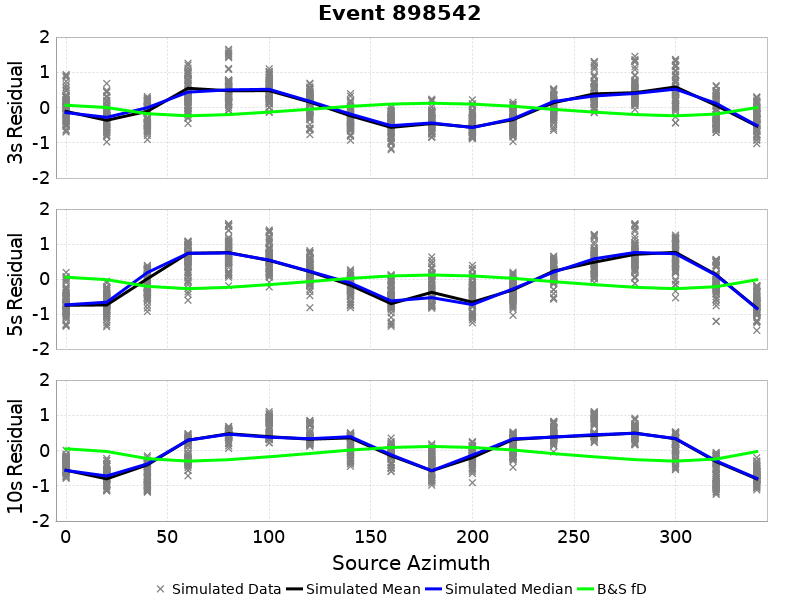 Event 898542
3s Residual
2
1
0
-1
-2
5s Residual
2
1
0
-1
-2
10s Residual
2
1
0
-1
-2
0 50 100 150 200 250 300
Source Azimuth
Simulated Data Simulated Mean Simulated Median B&S fD